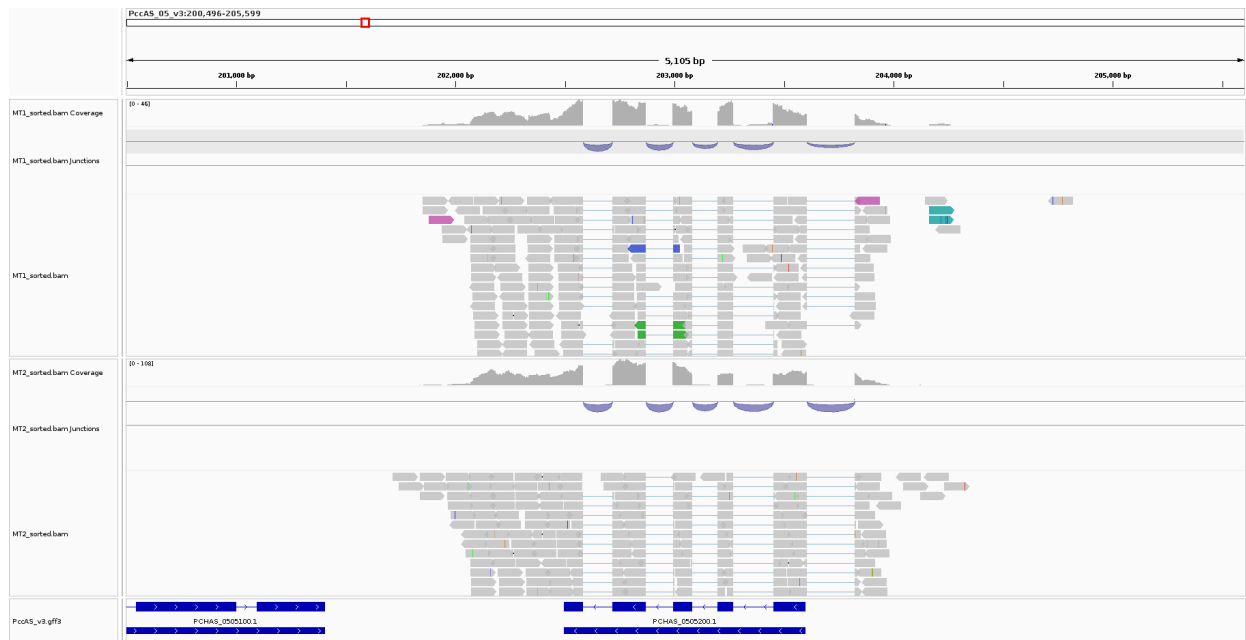 PccAS_05_v3:200,496-205,599
5,105 bp
201,000 bp 202,000 bp 203,000 bp 204,000 bp 205,000 bp
[0 - 46]
MT1_sorted.bam Coverage
MT1_sorted.bam Junctions
MT1_sorted.bam
[0 - 108]
MT2_sorted.bam Coverage
MT2_sorted.bam Junctions
MT2_sorted.bam
PccAS_v3.gff3
PCHAS_0505100.1 PCHAS_0505200.1